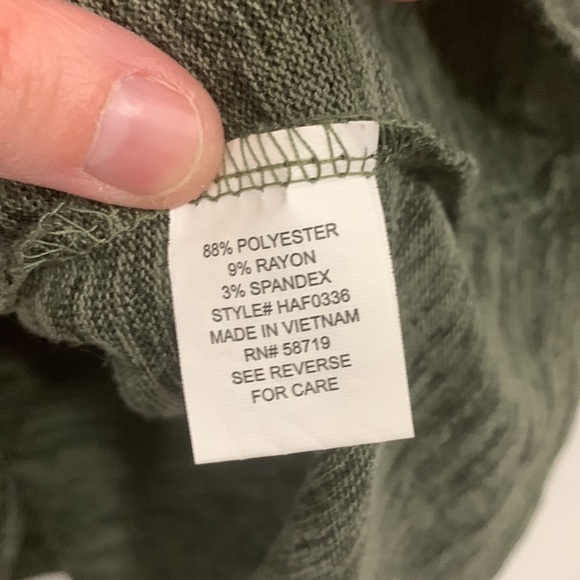 88% POLYESTER
9% RAYON
3% SPANDEX
STYLE# HAF0336
MADE IN VIETNAM
RN# 58719
SEE REVERSE
FOR CARE